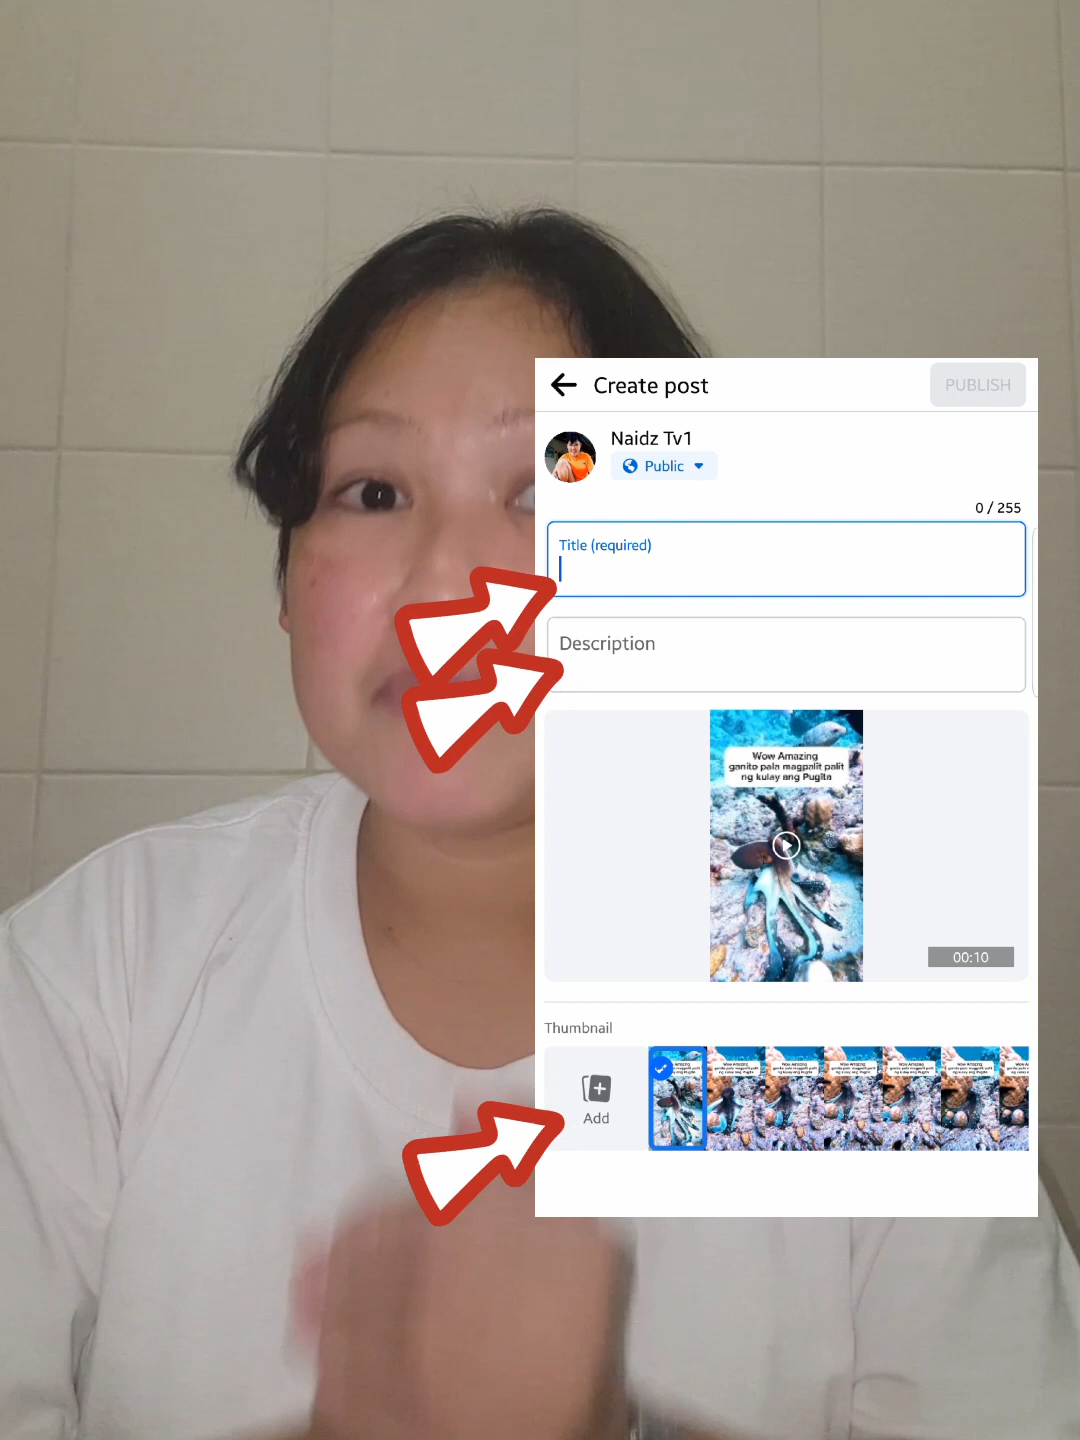 Create post
PUBLISH
Naidz Tv1
Public
0 / 255
Title (required)
Description
Wow Amazing
ganito pala magpalit palit
ng kulay ang Pugita
00:10
Thumbnail
Add